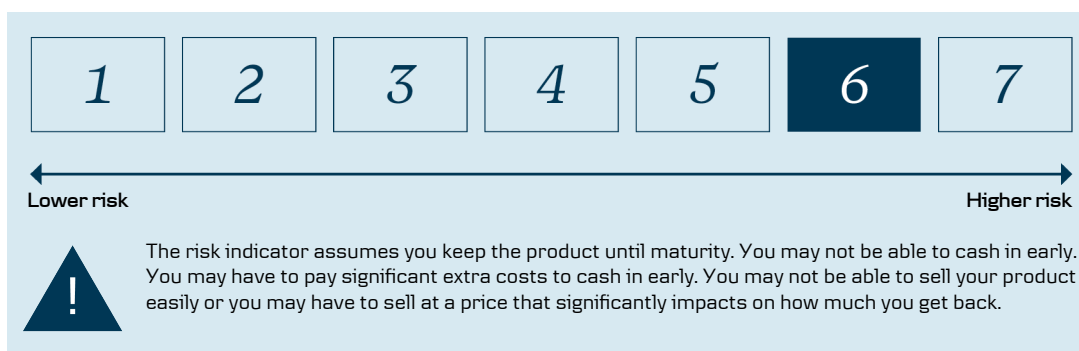 1 2 3 4 5 6 7
Lower risk Higher risk
! The risk indicator assumes you keep the product until maturity. You may not be able to cash in early.
You may have to pay significant extra costs to cash in early. You may not be able to sell your product
easily or you may have to sell at a price that significantly impacts on how much you get back.